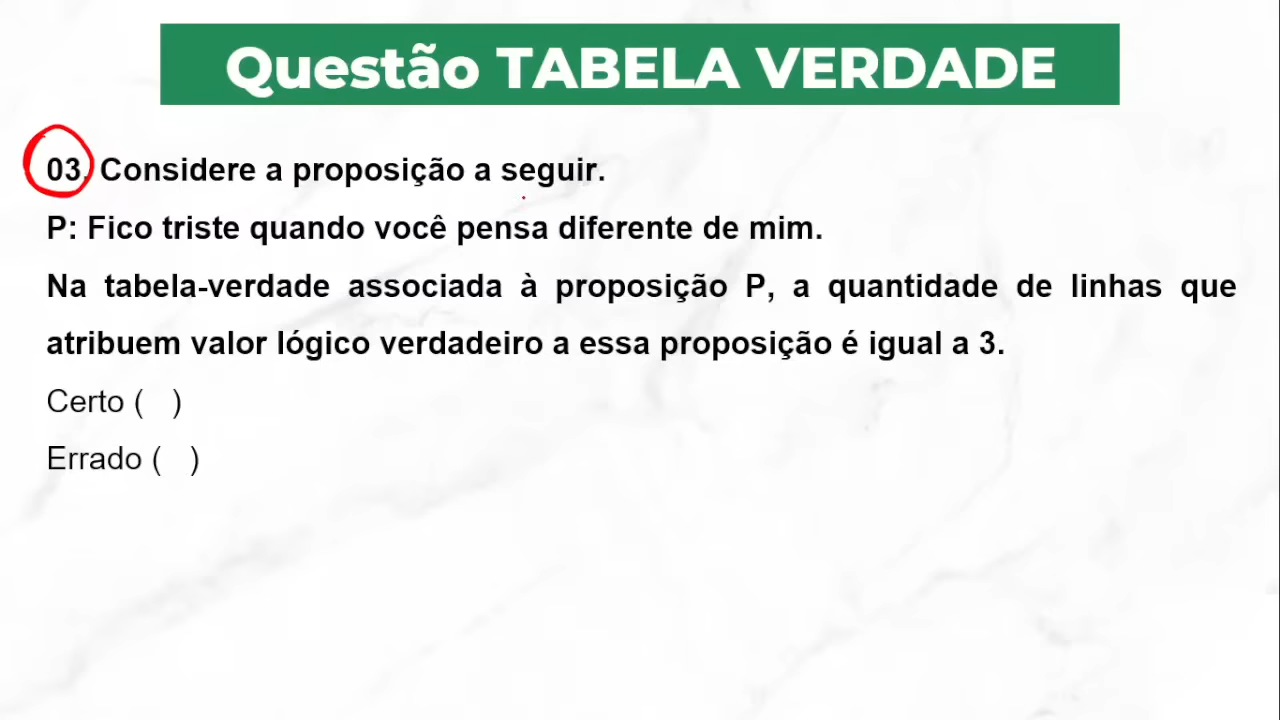 Questão TABELA VERDADE
03. Considere a proposição a seguir.
P: Fico triste quando você pensa diferente de mim.
Na tabela-verdade associada à proposição P, a quantidade de linhas que
atribuem valor lógico verdadeiro a essa proposição é igual a 3.
Certo (   )
Errado (   )